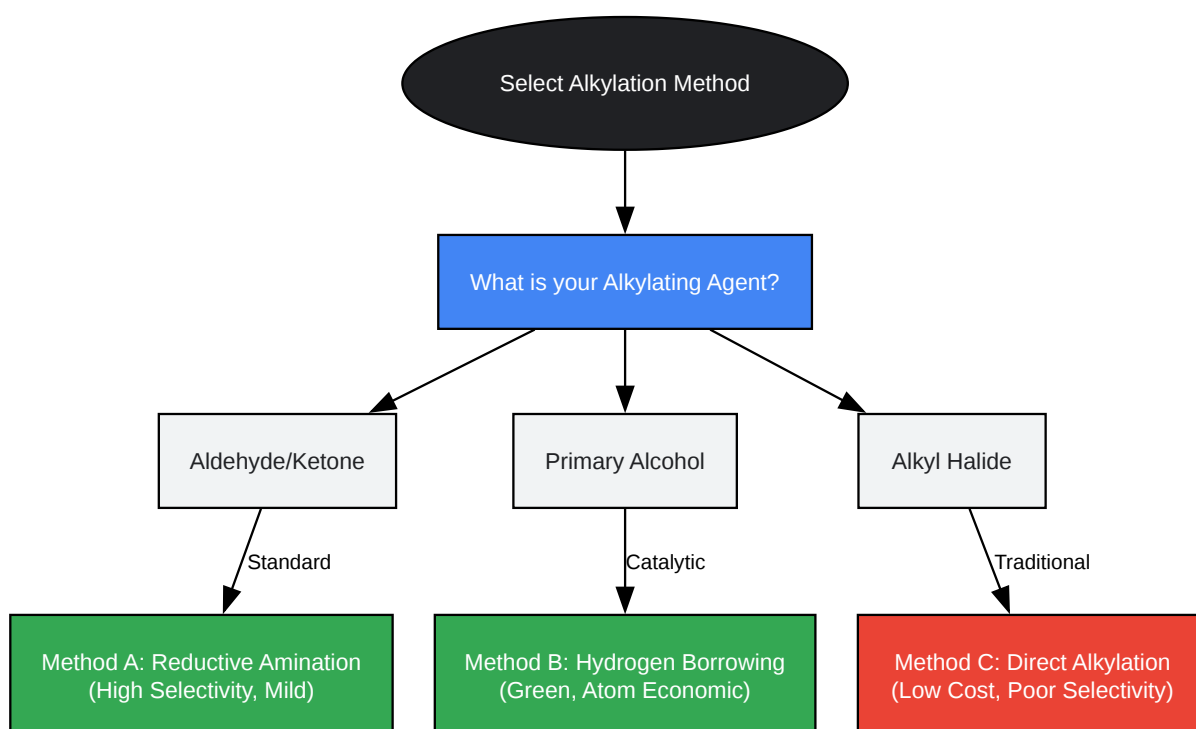 Select Alkylation Method
What is your Alkylating Agent?
Aldehyde/Ketone
Primary Alcohol
Alkyl Halide
Standard
Catalytic
Traditional
Method A: Reductive Amination
(High Selectivity, Mild)
Method B: Hydrogen Borrowing
(Green, Atom Economic)
Method C: Direct Alkylation
(Low Cost, Poor Selectivity)